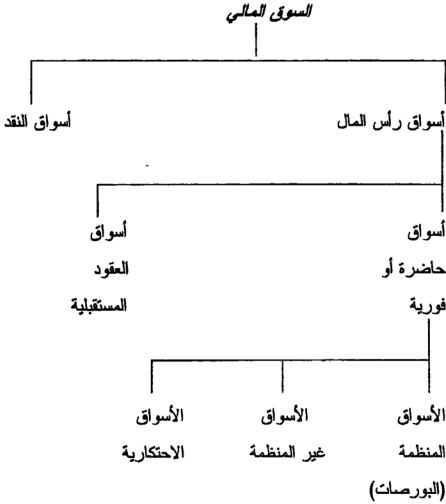 السوق المالي
أسواق رأس المال
أسواق النقد
أسواق
حاضرة أو
فورية
أسواق
العقود
المستقبلية
الأسواق
المنظمة
(البورصات)
الأسواق
غير المنظمة
الأسواق
الاحتكارية